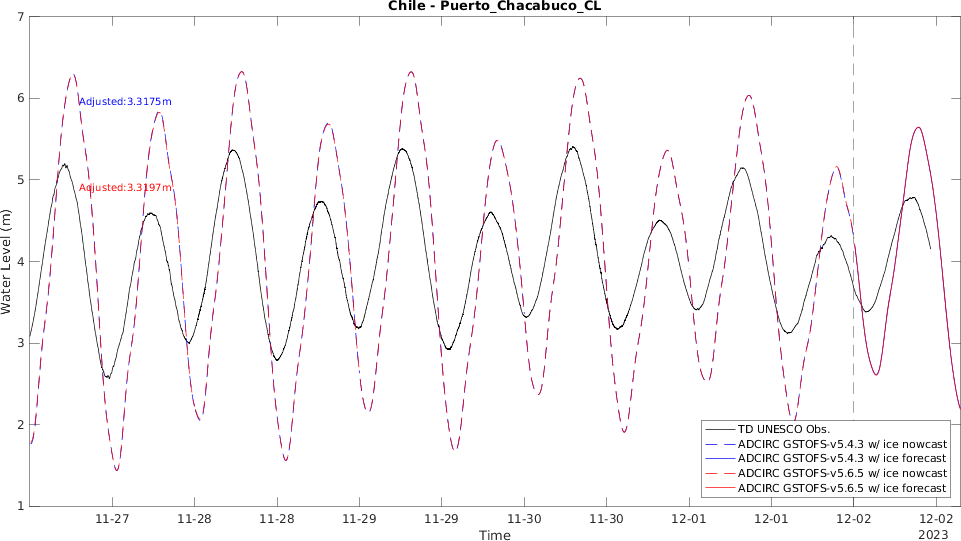 Chile - Puerto_Chacabuco_CL
7
6
5
4
3
2
1
Water Level (m)
Adjusted:3.3175m
Adjusted:3.3197m
TD UNESCO Obs.
ADCIRC GSTOFS-v5.4.3 w/ ice nowcast
ADCIRC GSTOFS-v5.4.3 w/ ice forecast
ADCIRC GSTOFS-v5.6.5 w/ ice nowcast
ADCIRC GSTOFS-v5.6.5 w/ ice forecast
11-27 11-28 11-28 11-29 11-29 11-30 11-30 12-01 12-01 12-02 12-02
2023
Time